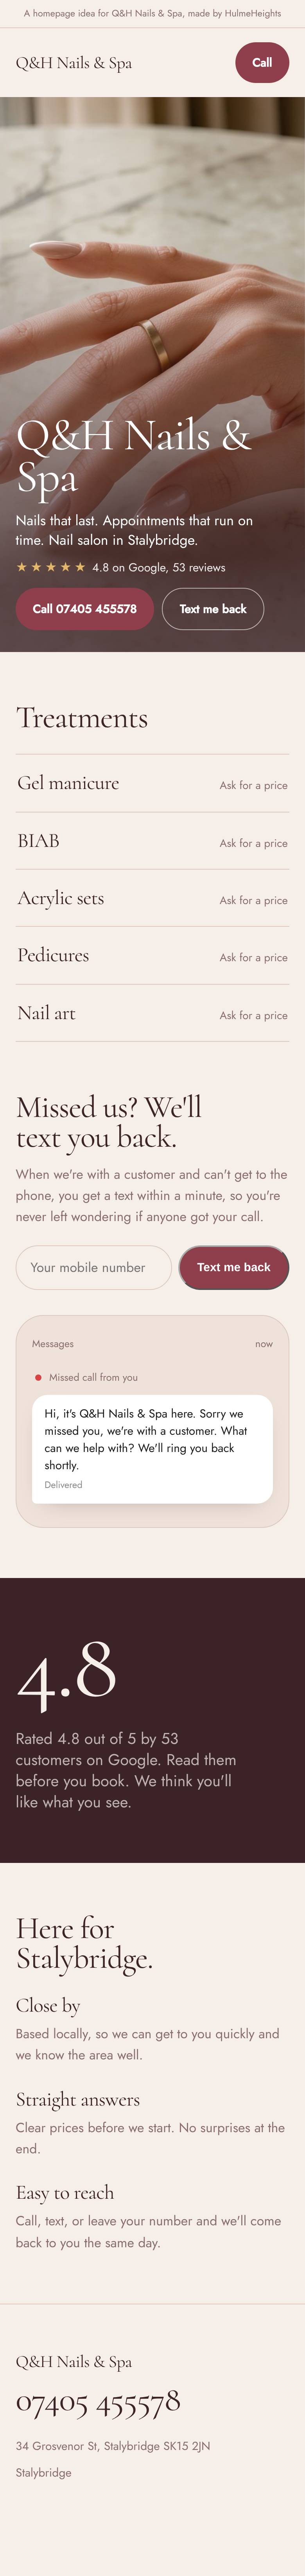 A homepage idea for Q&H Nails & Spa, made by HulmeHeights
Q&H Nails & Spa
Call
Q&H Nails &
Spa
Nails that last. Appointments that run on
time. Nail salon in Stalybridge.
★★★★★ 4.8 on Google, 53 reviews
Call 07405 455578
Text me back
Treatments
Gel manicure
Ask for a price
BIAB
Ask for a price
Acrylic sets
Ask for a price
Pedicures
Ask for a price
Nail art
Ask for a price
Missed us? We'll
text you back.
When we're with a customer and can't get to the
phone, you get a text within a minute, so you're
never left wondering if anyone got your call.
Your mobile number
Text me back
Messages
now
Missed call from you
Hi, it's Q&H Nails & Spa here. Sorry we
missed you, we're with a customer. What
can we help with? We'll ring you back
shortly.
Delivered
4.8
Rated 4.8 out of 5 by 53
customers on Google. Read them
before you book. We think you'll
like what you see.
Here for
Stalybridge.
Close by
Based locally, so we can get to you quickly and
we know the area well.
Straight answers
Clear prices before we start. No surprises at the
end.
Easy to reach
Call, text, or leave your number and we'll come
back to you the same day.
Q&H Nails & Spa
07405 455578
34 Grosvenor St, Stalybridge SK15 2JN
Stalybridge